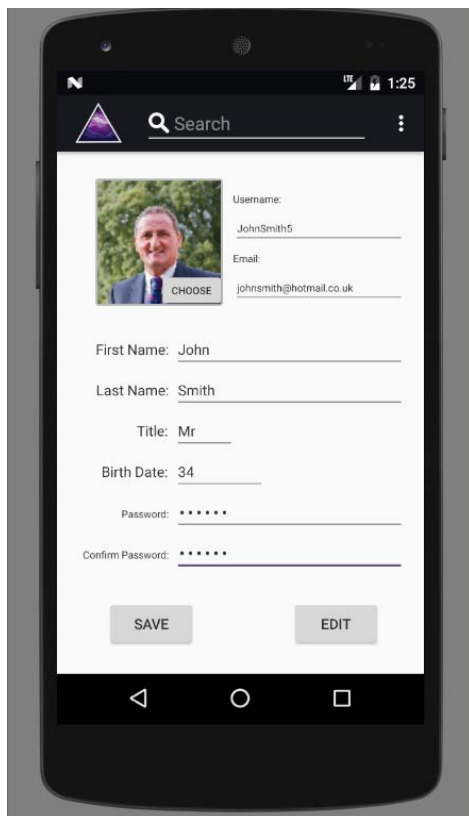 LTE 1:25
Search
Username:
JohnSmith5
Email:
CHOOSE
johnsmith@hotmail.co.uk
First Name: John
Last Name: Smith
Title: Mr
Birth Date: 34
Password: ••••••
Confirm Password: ••••••
SAVE EDIT